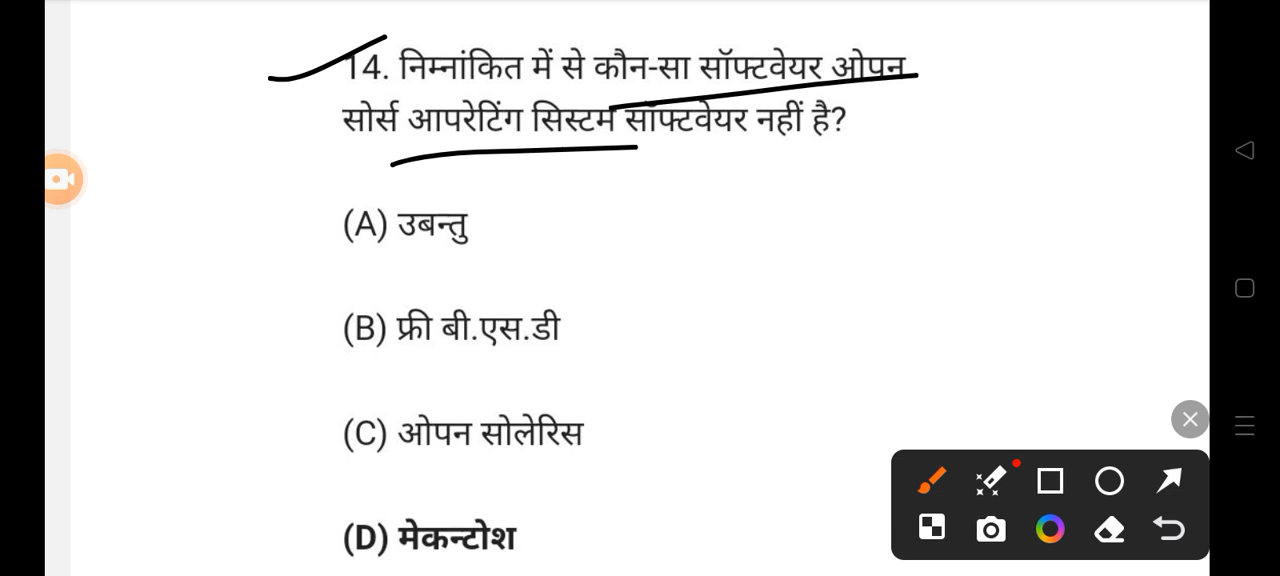 14. निम्नांकित में से कौन-सा सॉफ्टवेयर ओपन
सोर्स आपरेटिंग सिस्टम सॉफ्टवेयर नहीं है?
(A) उबन्तु
(B) फ्री बी.एस.डी
(C) ओपन सोलेरिस
(D) मेकन्टोश